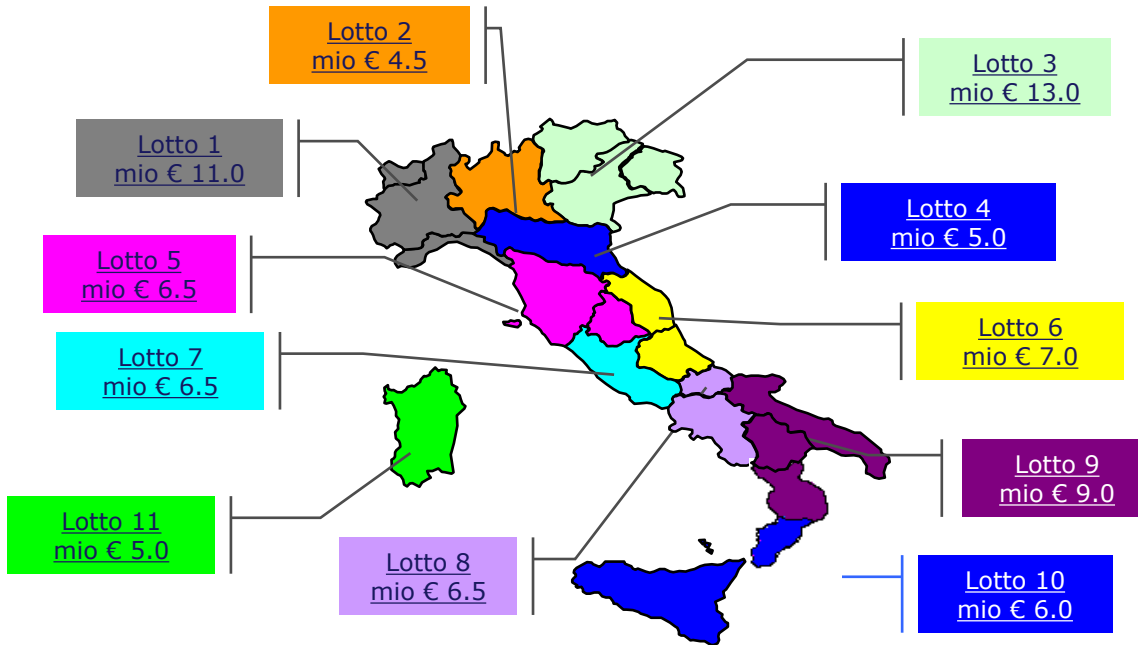 Lotto 2
mio € 4.5
Lotto 3
mio € 13.0
Lotto 1
mio € 11.0
Lotto 4
mio € 5.0
Lotto 5
mio € 6.5
Lotto 6
mio € 7.0
Lotto 7
mio € 6.5
Lotto 9
mio € 9.0
Lotto 11
mio € 5.0
Lotto 8
mio € 6.5
Lotto 10
mio € 6.0